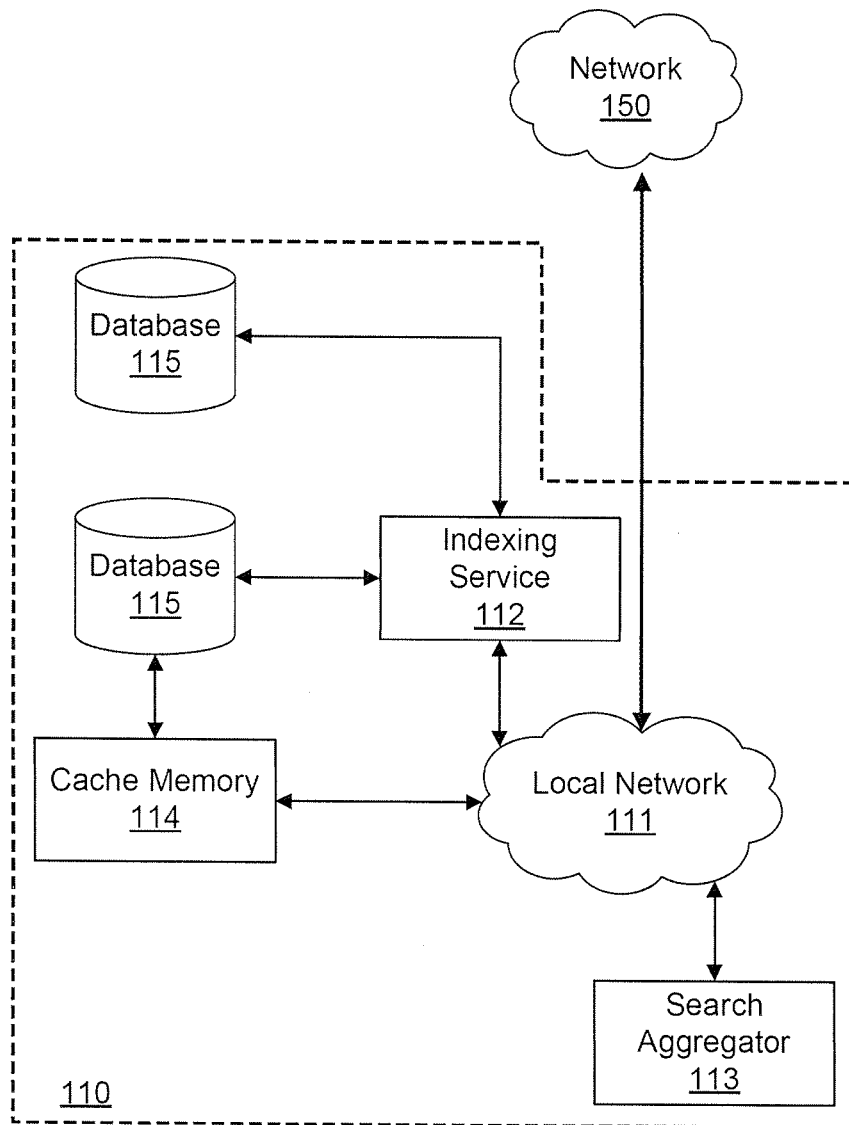 Network
150
Database
115
Database
115
Indexing
Service
112
Cache Memory
114
Local Network
111
Search
Aggregator
113
110